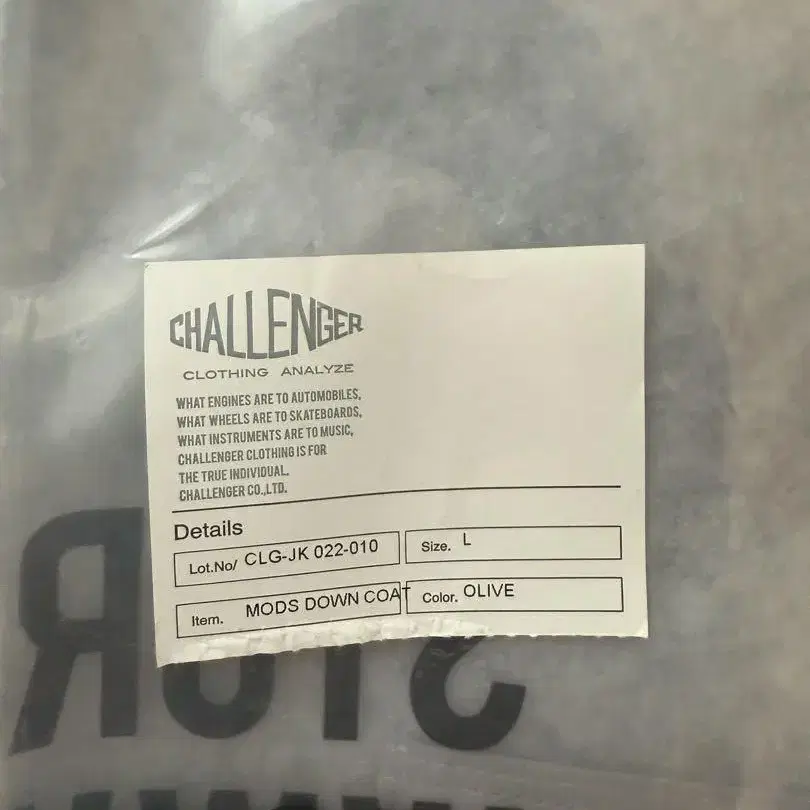 CHALLENGER
CLOTHING ANALYZE
WHAT ENGINES ARE TO AUTOMOBILES,
WHAT WHEELS ARE TO SKATEBOARDS,
WHAT INSTRUMENTS ARE TO MUSIC,
CHALLENGER CLOTHING IS FOR
THE TRUE INDIVIDUAL.
CHALLENGER CO.,LTD.
Details
Lot.No/ CLG-JK 022-010
Size. L
Item. MODS DOWN COAT
Color. OLIVE